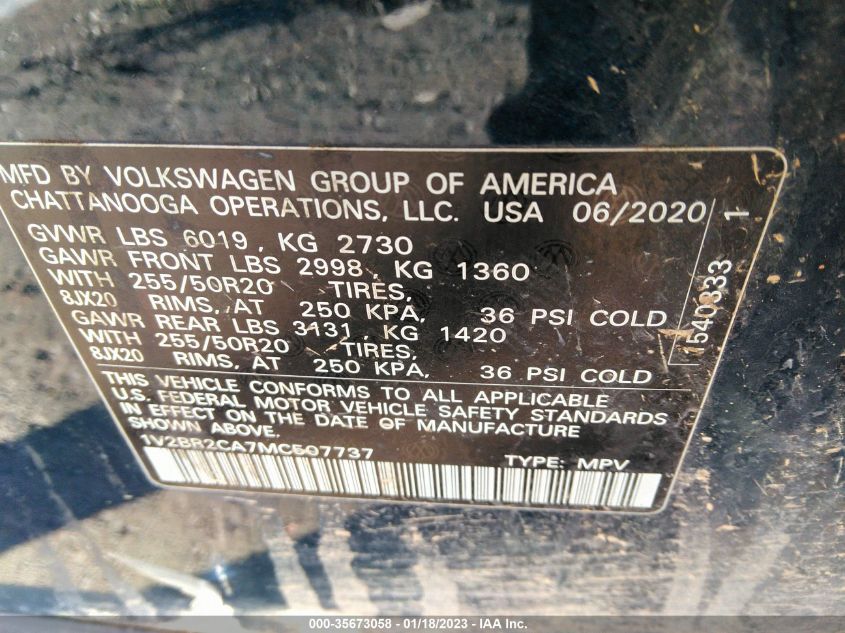 MFD BY VOLKSWAGEN GROUP OF AMERICA
CHATTANOOGA OPERATIONS, LLC. USA 06/2020
GVWR LBS 6019, KG 2730
GAWR FRONT LBS 2998, KG 1360
WITH 255/50R20 TIRES,
8JX20 RIMS, AT 250 KPA, 36 PSI COLD
GAWR REAR LBS 3131, KG 1420
WITH 255/50R20 TIRES,
8JX20 RIMS, AT 250 KPA, 36 PSI COLD
THIS VEHICLE CONFORMS TO ALL APPLICABLE
U.S. FEDERAL MOTOR VEHICLE SAFETY STANDARDS
IN EFFECT ON THE DATE OF MANUFACTURE
SHOWN ABOVE.
1V2BR2CA7MC507737 TYPE: MPV
540333 1
000-35673058 - 01/18/2023 - IAA Inc.